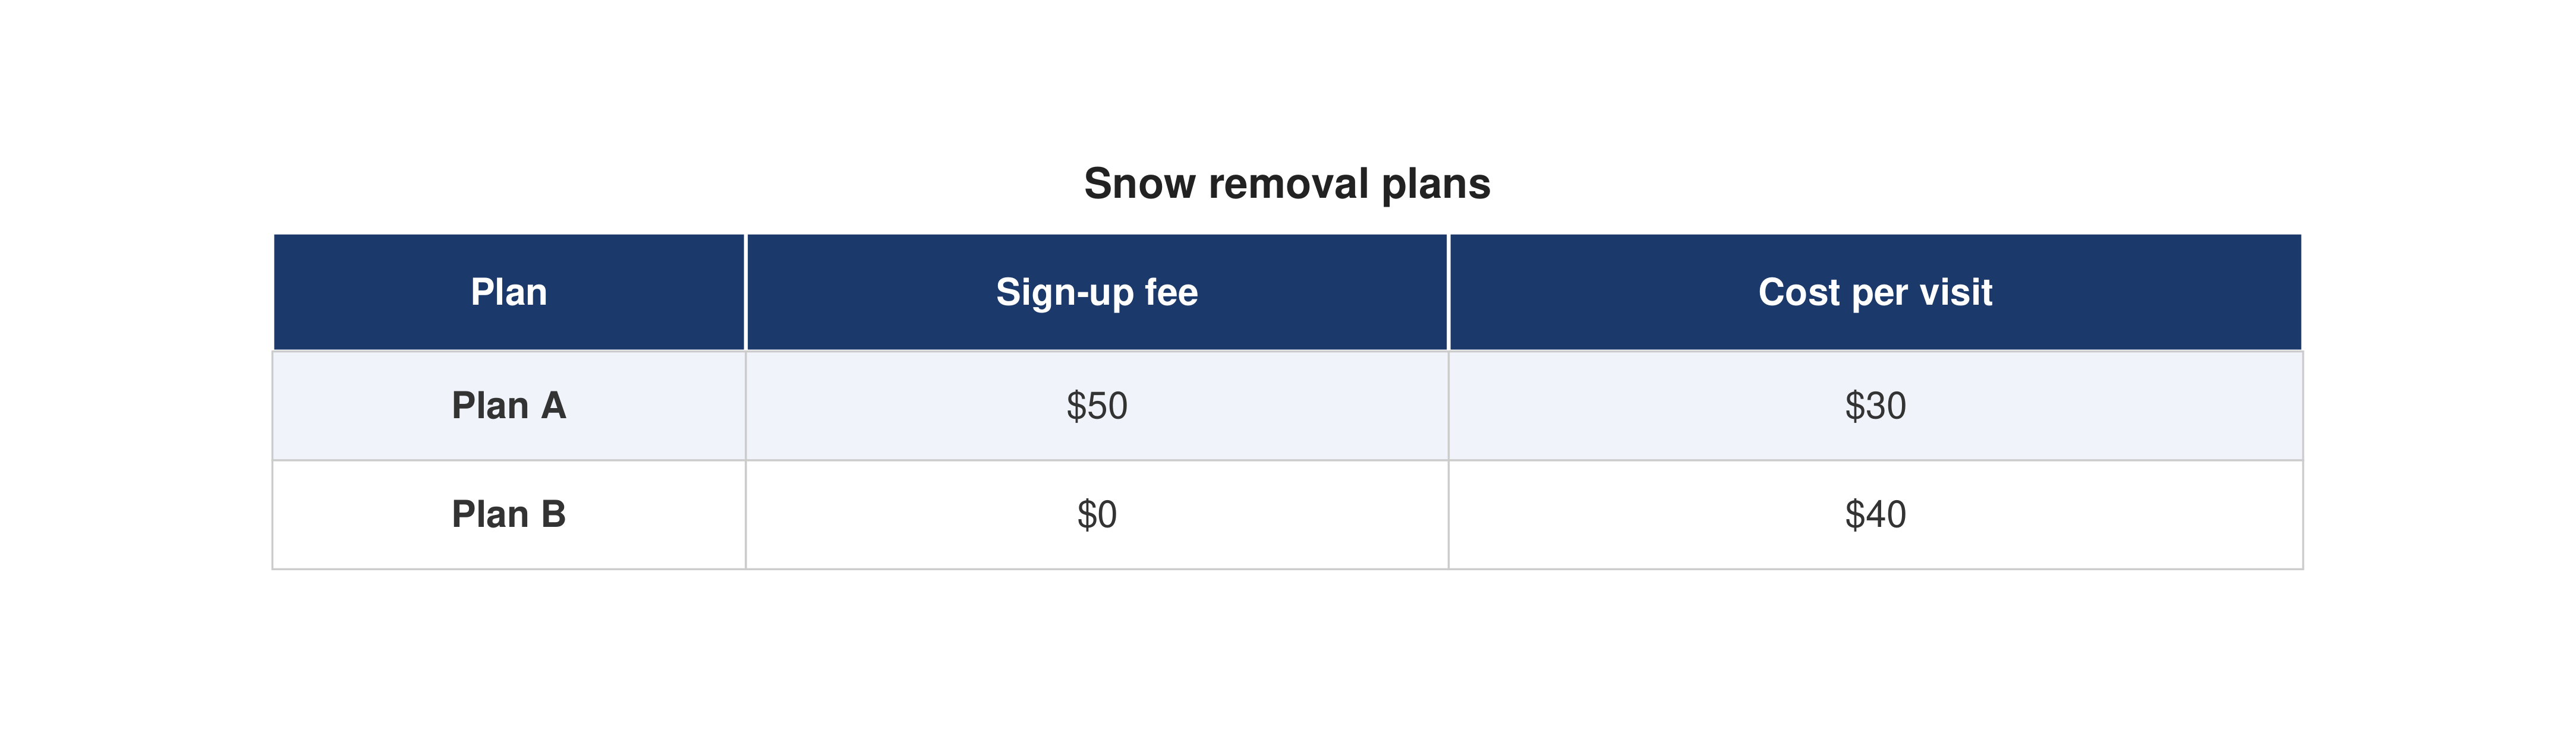 Snow removal plans
Plan Sign-up fee Cost per visit
Plan A $50 $30
Plan B $0 $40